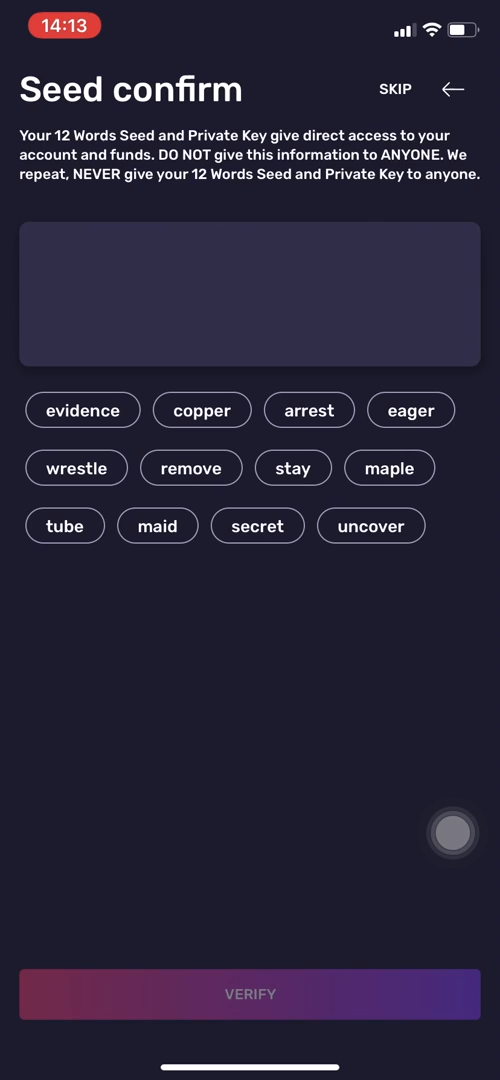 14:13
Seed confirm SKIP
Your 12 Words Seed and Private Key give direct access to your
account and funds. DO NOT give this information to ANYONE. We
repeat, NEVER give your 12 Words Seed and Private Key to anyone.
evidence copper arrest eager
wrestle remove stay maple
tube maid secret uncover
VERIFY